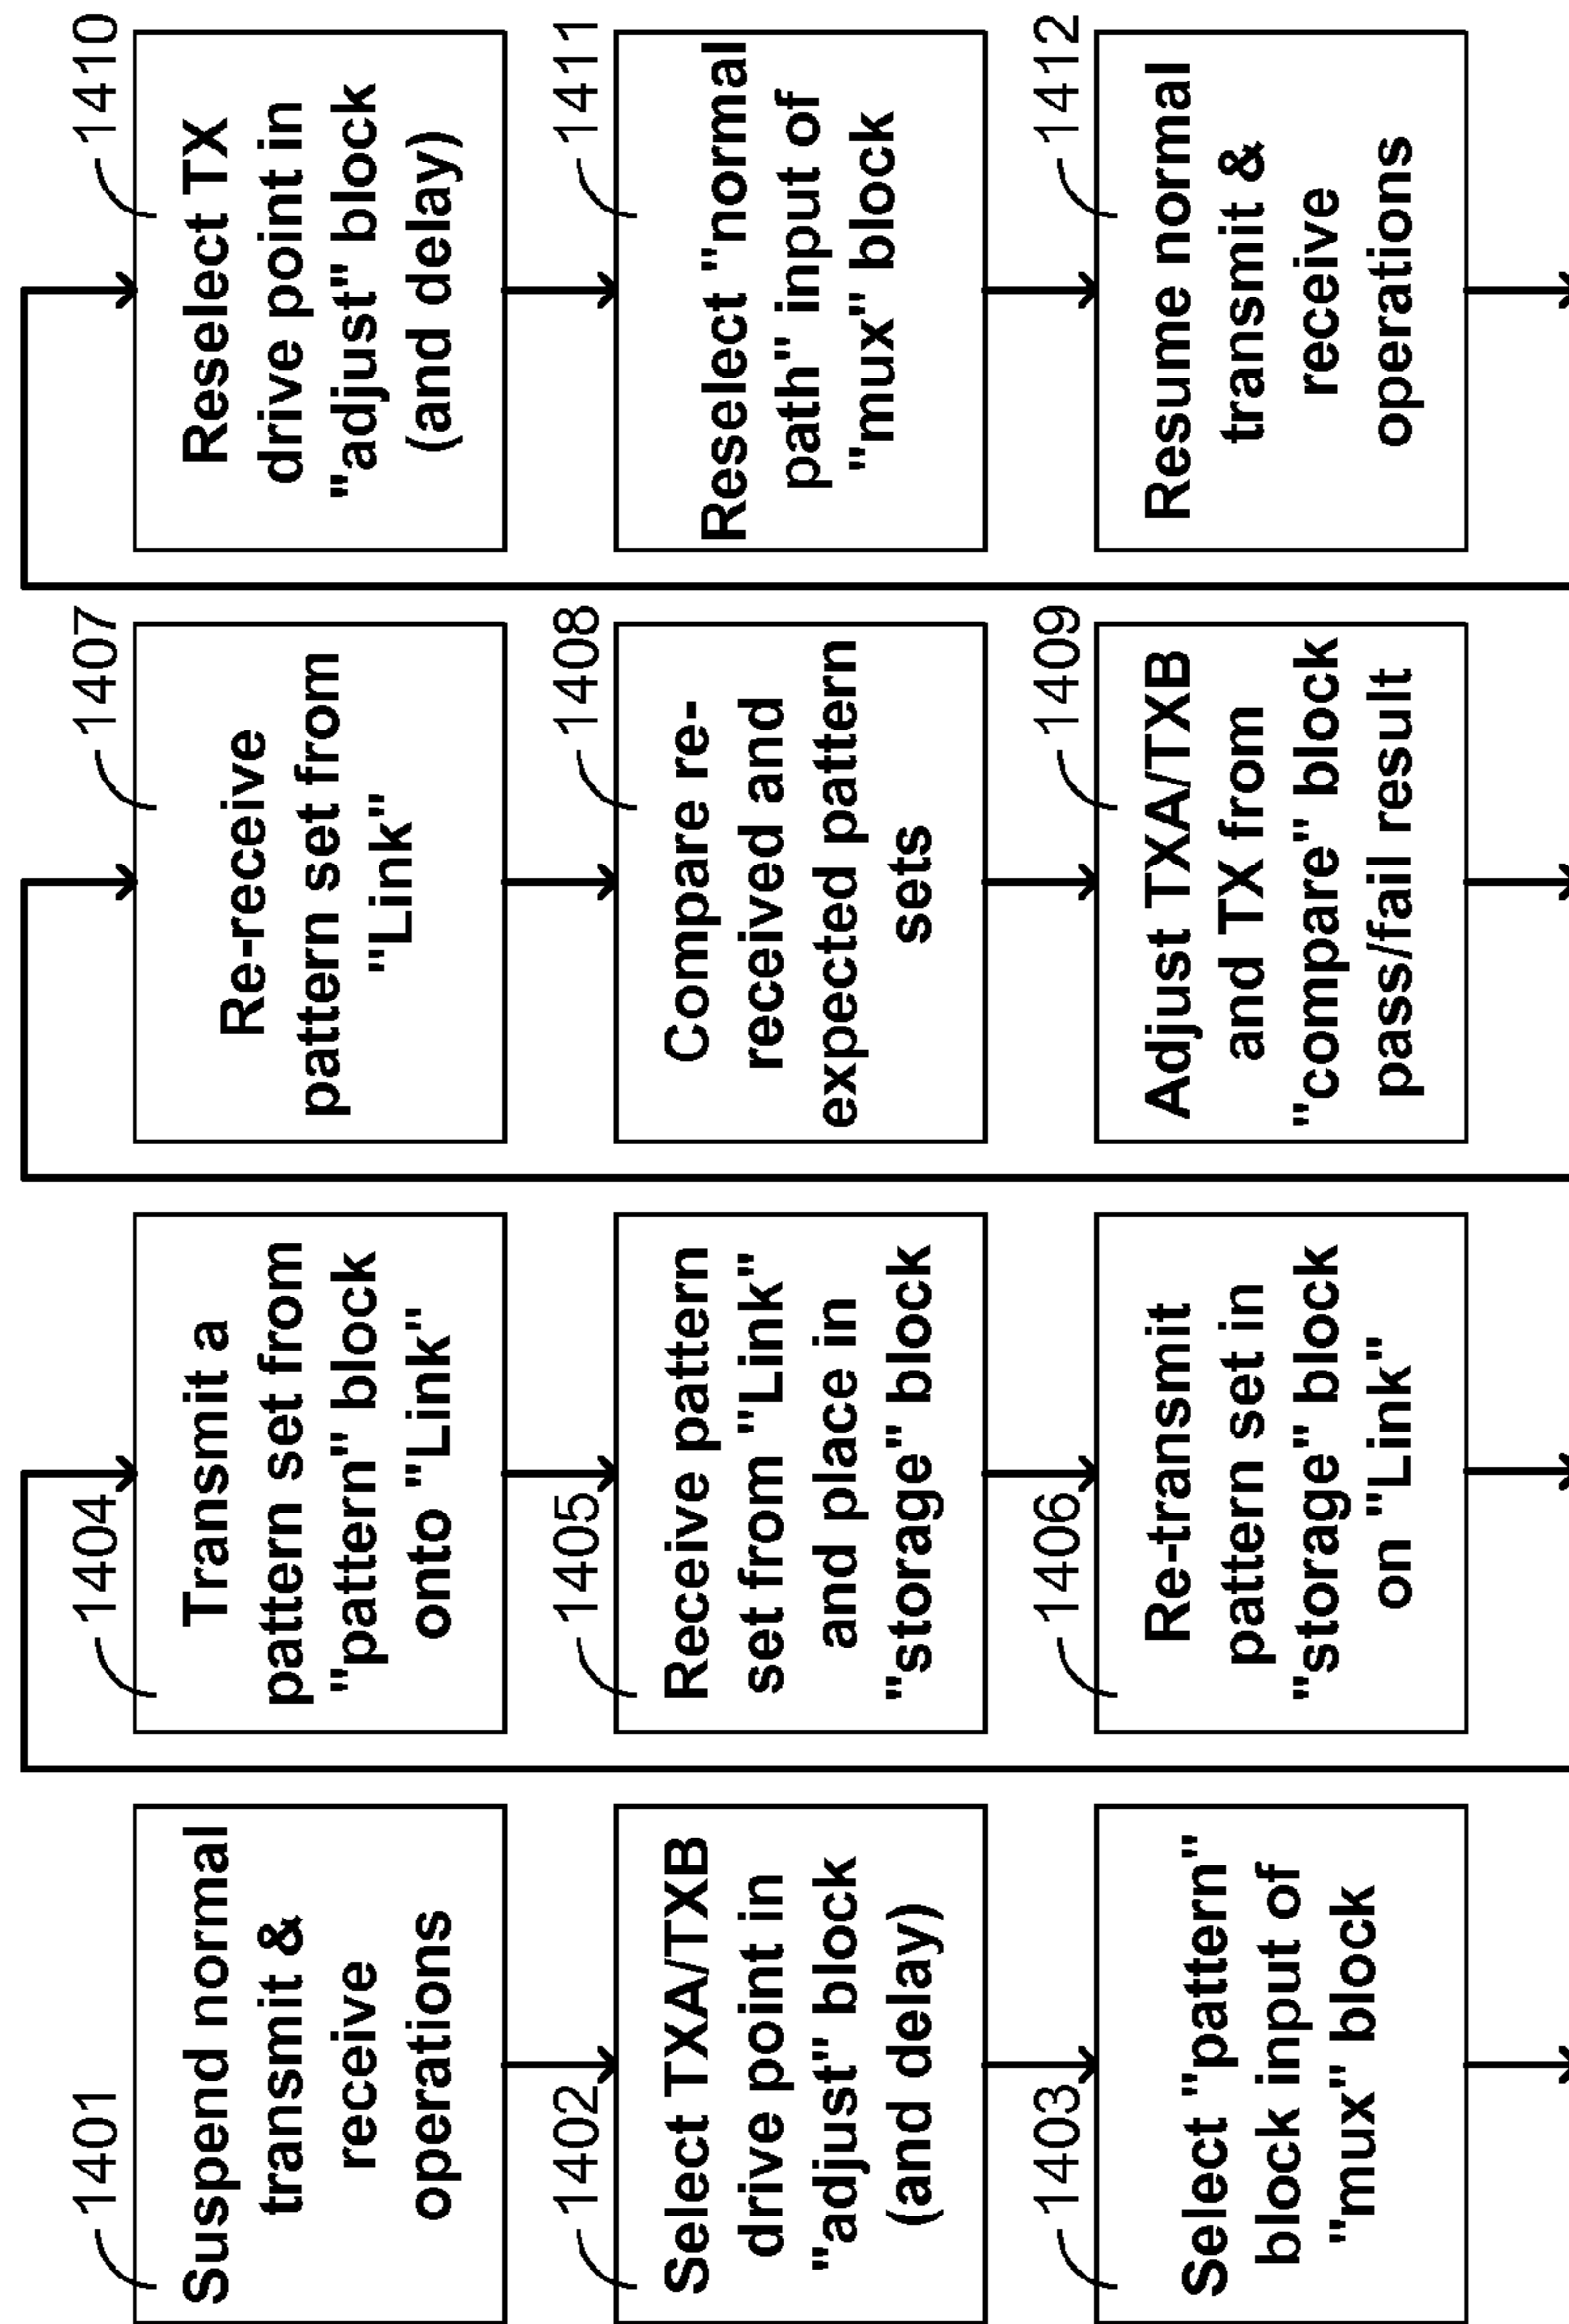 1401
Suspend normal
transmit &
receive
operations
1402
Select TXA/TXB
drive point in
"adjust" block
(and delay)
1403
Select "pattern"
block input of
"mux" block
1404
Transmit a
pattern set from
"pattern" block
onto "Link"
1405
Receive pattern
set from "Link"
and place in
"storage" block
1406
Re-transmit
pattern set in
"storage" block
on "Link"
1407
Re-receive
pattern set from
"Link"
1408
Compare re-
received and
expected pattern
sets
1409
Adjust TXA/TXB
and TX from
"compare" block
pass/fail result
1410
Reselect TX
drive point in
"adjust" block
(and delay)
1411
Reselect "normal
path" input of
"mux" block
1412
Resume normal
transmit &
receive
operations